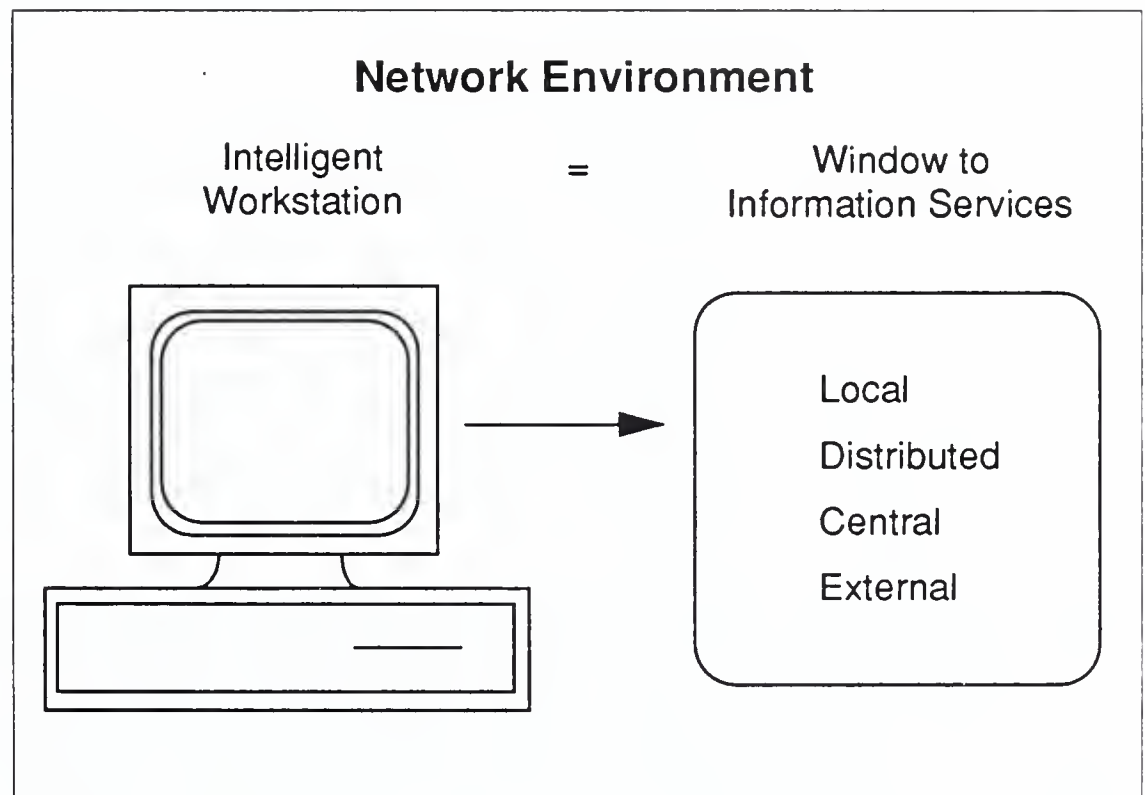 Network Environment
Intelligent
Workstation
=
Window to
Information Services
Local
Distributed
Central
External